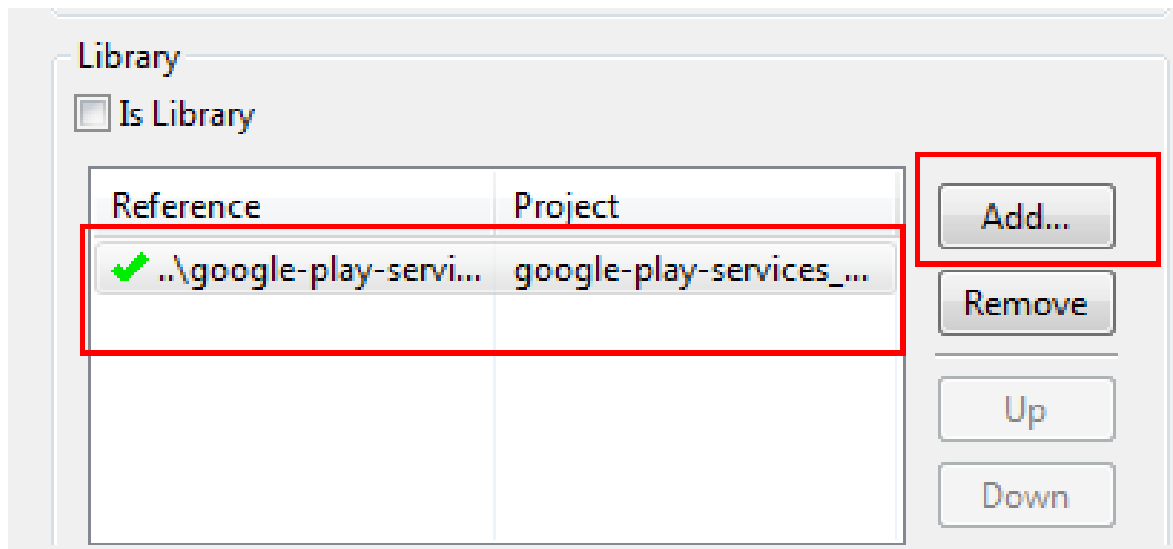 Library
Is Library
Reference Project
..\google-play-servi... google-play-services_...
Add...
Remove
Up
Down